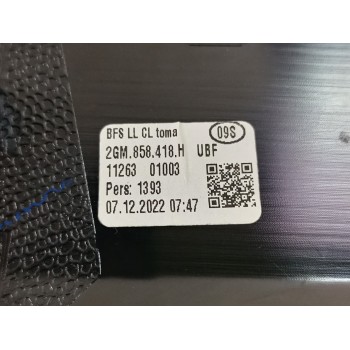 BFS LL CL toma 09S
2GM.858.418.H UBF
11263 01003
Pers: 1393
07.12.2022 07:47